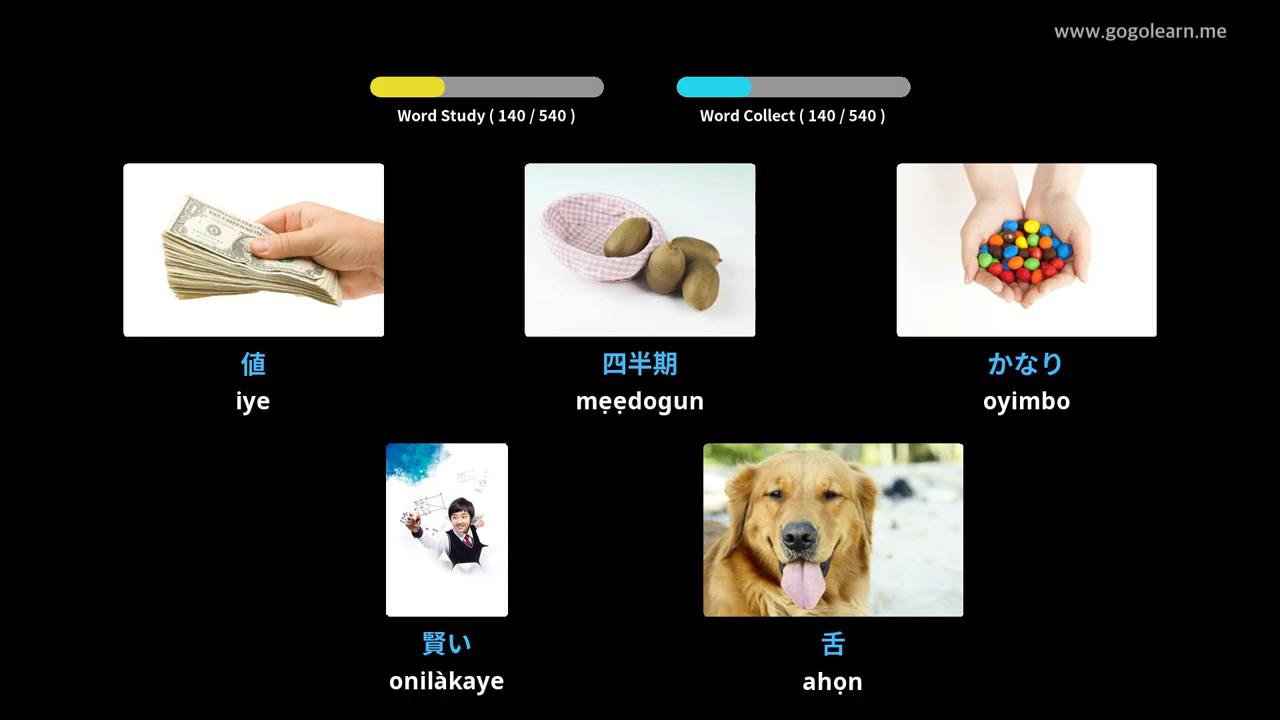 www.gogolearn.me
Word Study ( 140 / 540 )
Word Collect ( 140 / 540 )
値
iye
四半期
mẹẹdogun
かなり
oyimbo
賢い
onilàkaye
舌
ahọn